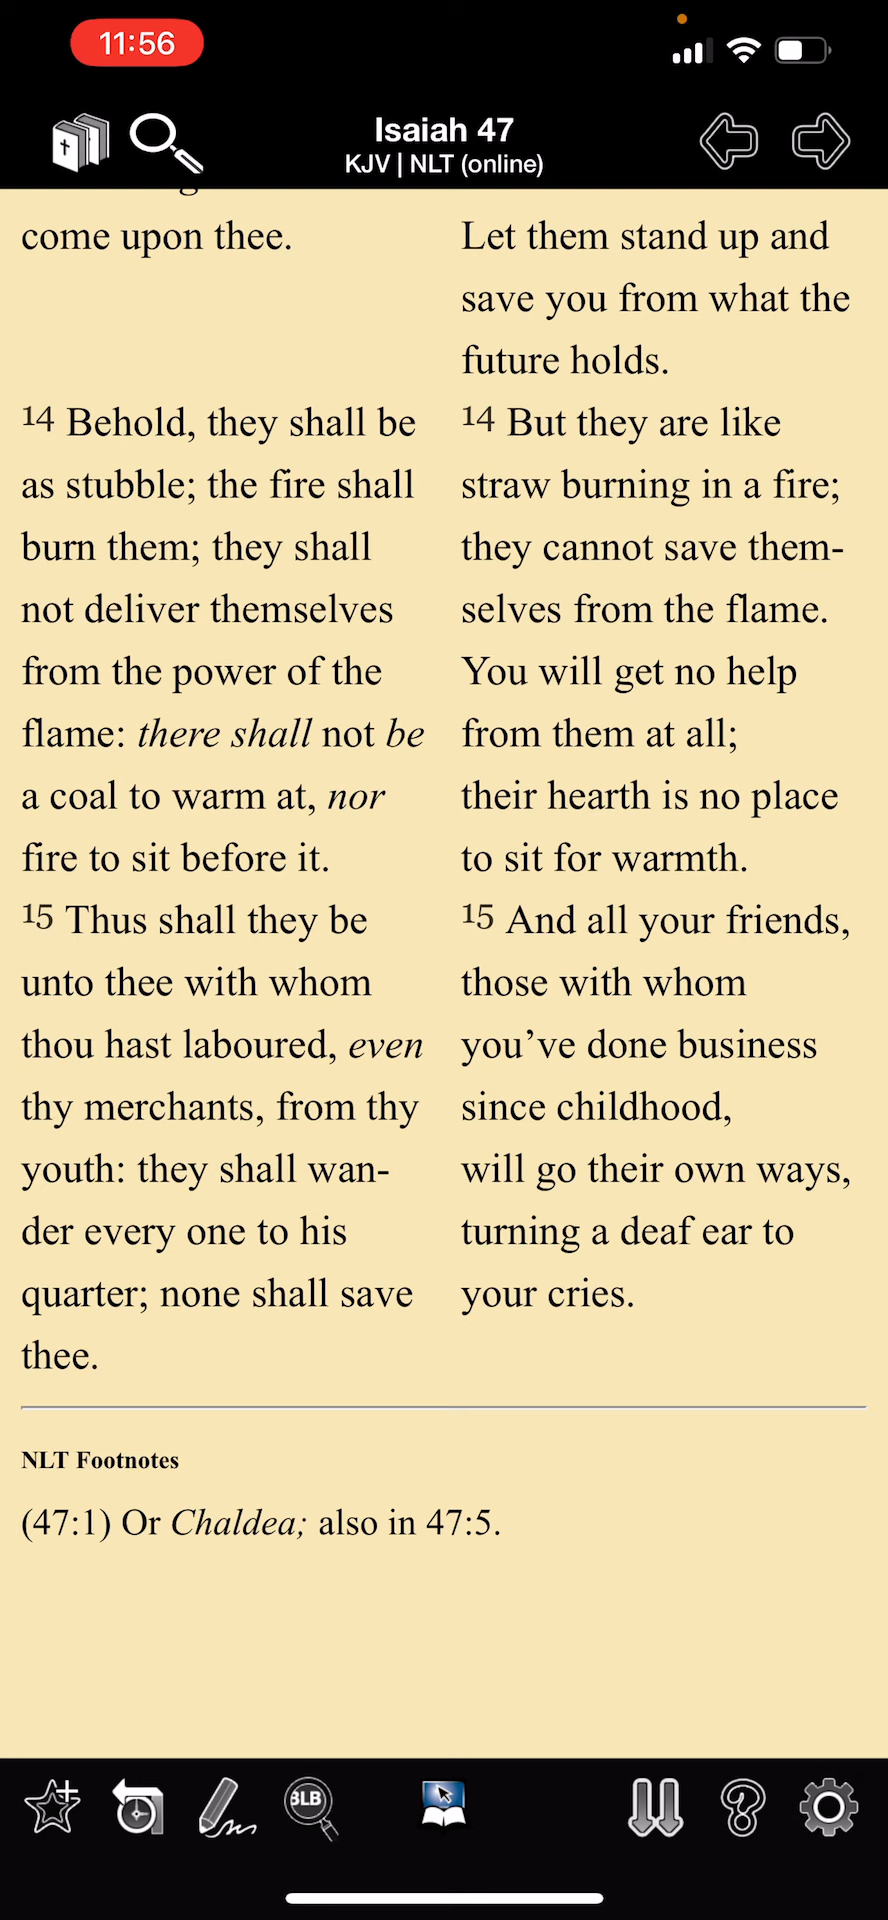 11:56
Isaiah 47
KJV | NLT (online)
come upon thee.
14 Behold, they shall be
as stubble; the fire shall
burn them; they shall
not deliver themselves
from the power of the
flame: there shall not be
a coal to warm at, nor
fire to sit before it.
15 Thus shall they be
unto thee with whom
thou hast laboured, even
thy merchants, from thy
youth: they shall wan-
der every one to his
quarter; none shall save
thee.
Let them stand up and
save you from what the
future holds.
14 But they are like
straw burning in a fire;
they cannot save them-
selves from the flame.
You will get no help
from them at all;
their hearth is no place
to sit for warmth.
15 And all your friends,
those with whom
you’ve done business
since childhood,
will go their own ways,
turning a deaf ear to
your cries.
NLT Footnotes
(47:1) Or Chaldea; also in 47:5.
BLB